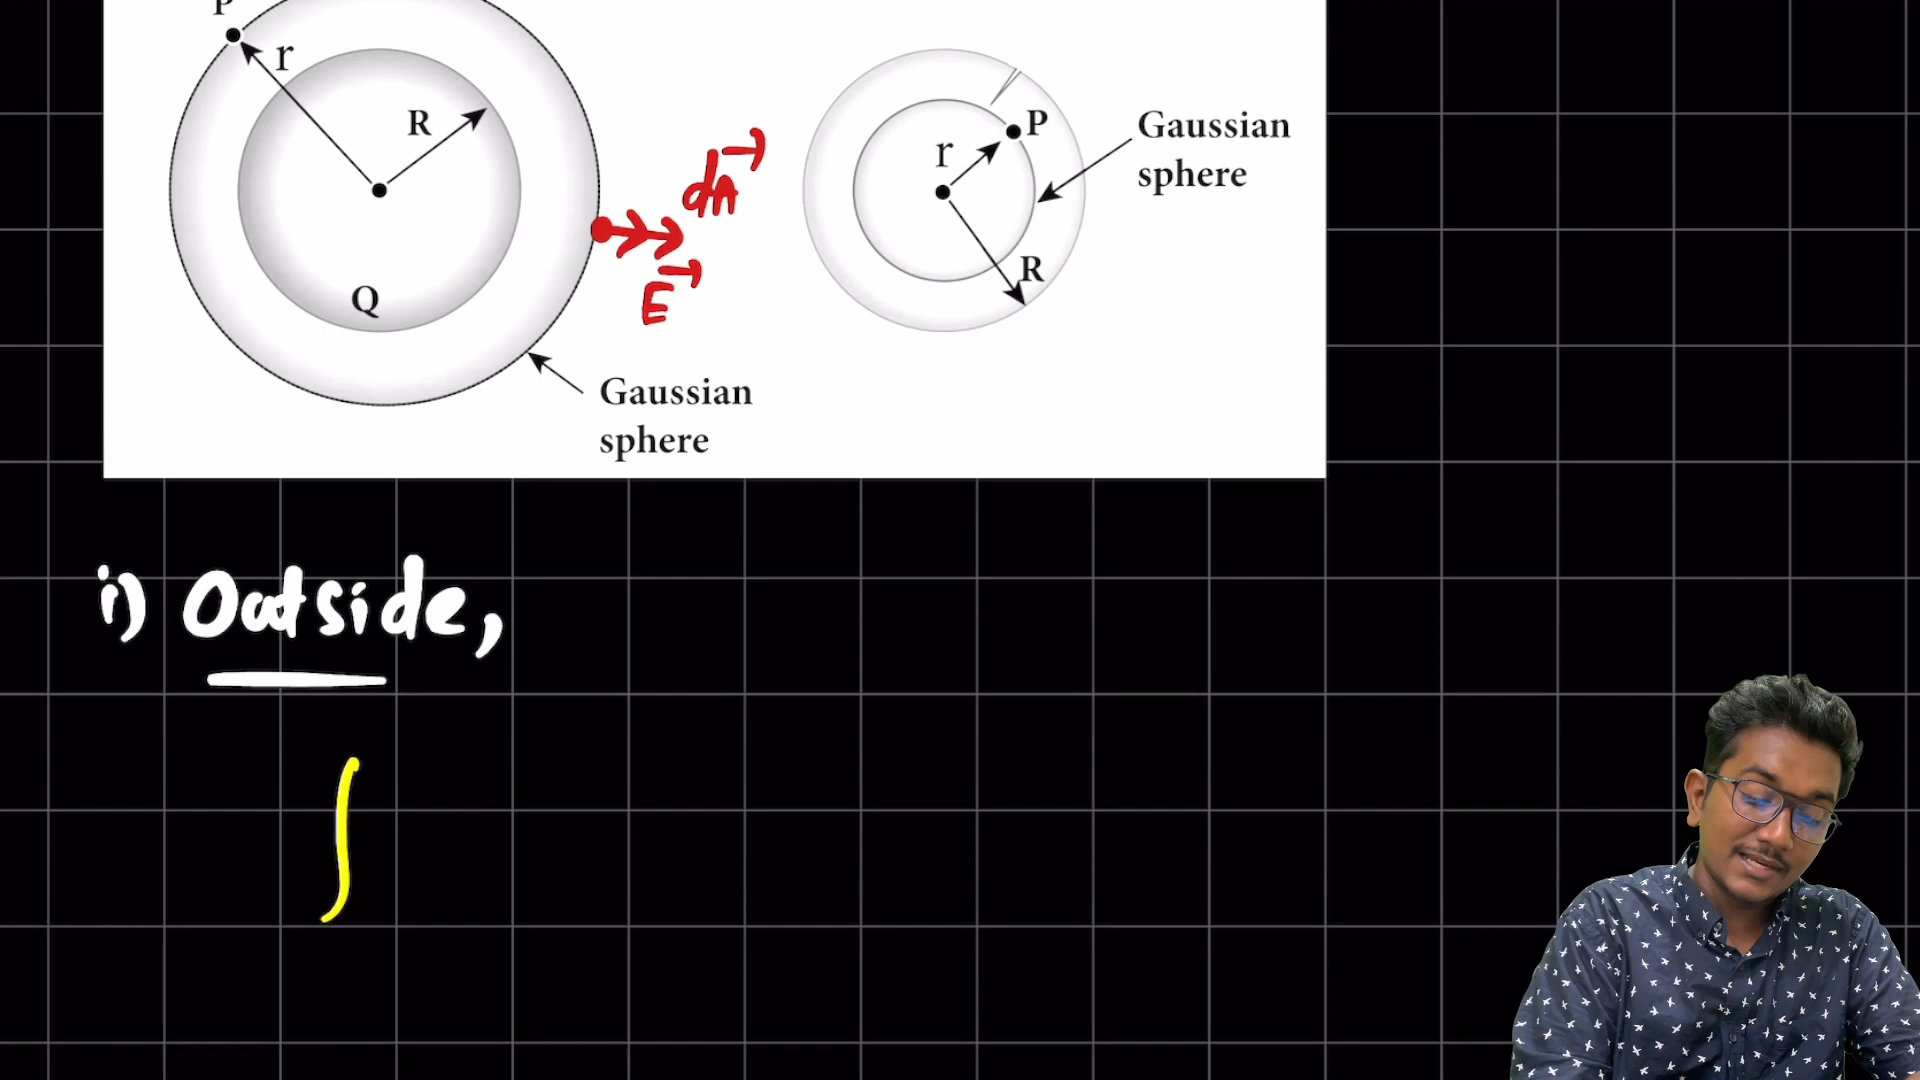 P
r
R
Q
dA
E
Gaussian
sphere
r
P
R
Gaussian
sphere
i) Outside,
∫